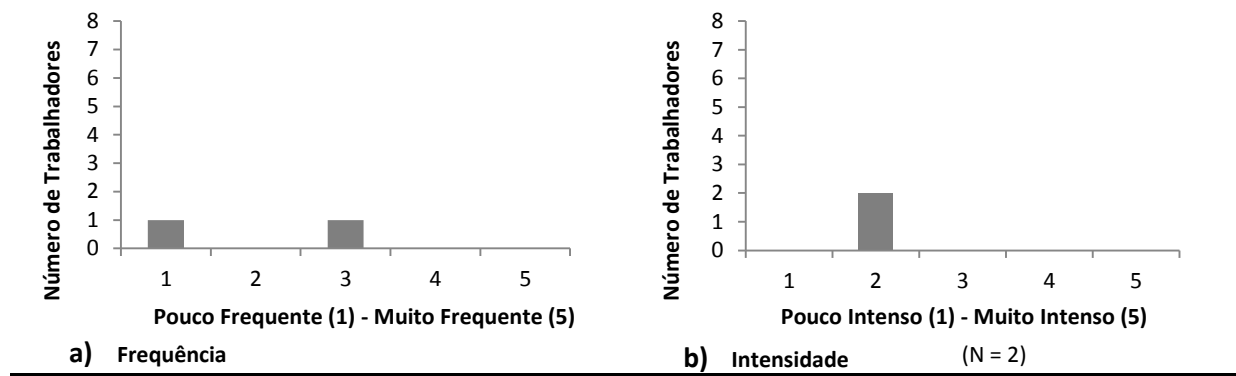 Número de Trabalhadores
8
7
6
5
4
3
2
1
0
1 2 3 4 5
Pouco Frequente (1) - Muito Frequente (5)
a) Frequência
Número de Trabalhadores
8
7
6
5
4
3
2
1
0
1 2 3 4 5
Pouco Intenso (1) - Muito Intenso (5)
b) Intensidade (N = 2)